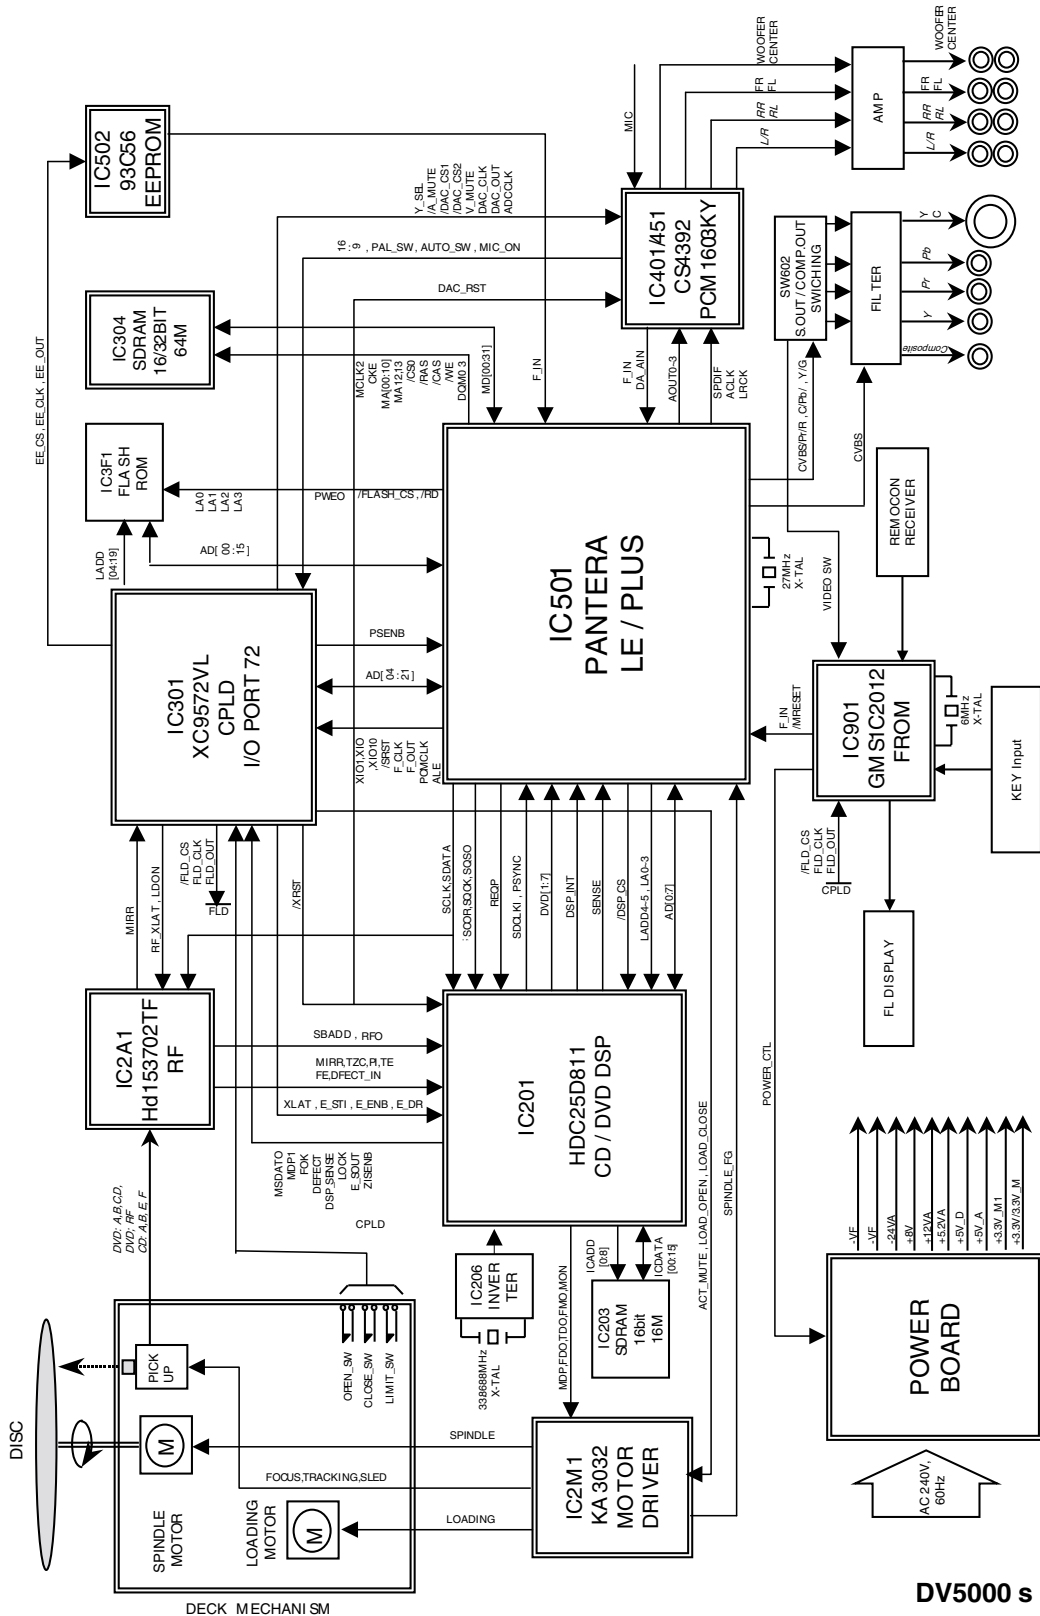 DISC
SPINDLE
MOTOR
LOADING
MOTOR
M
M
PICK
UP
OPEN_SW
CLOSE_SW
LIMIT_SW
DECK MECHANISM
DVD: A,B,C,D,
DVD: RF
CD: A,B, E, F
SPINDLE
FOCUS,TRACKING,SLED
LOADING
IC2M1
KA3032
MOTOR
DRIVER
IC2A1
Hd153702TF
RF
MIRR
RF_XLAT , LDON
/FLD_CS
FLD_CLK
FLD_OUT
FLD
SBADD , RFO
MIRR,TZC,PI,TE
FE,DFECT_IN
XLAT , E_STI , E_ENB , E_DR
MSDATO
MDP1
FOK
DEFECT
DSP_SENSE
LOCK
E_SOUT
ZISENB
CPLD
/XRST
IC206
INVER
TER
33.8688MHz
X-TAL
MDP,FDO,TDO,FMO,MON
ICADD
[0:8]
ICDATA
[00:15]
IC203
SDRAM
16bit
16M
IC201
HDC25D811
CD / DVD DSP
ACT_MUTE , LOAD_OPEN , LOAD_CLOSE
SPINDLE_FG
SCLK,SDATA
: SCOR,SQCK,SQSO
REQP
SDCLKI , PSYNC
DVD[1:7]
DSP_INT
SENSE
/DSP_CS
LADD4~5 , LA0~3
AD[0:7]
IC301
XC9572VL
CPLD
I/O PORT 72
PSENB
AD[ 04 : 21 ]
XIO1,XIO
,XIO10
/SRST
F_CLK
F_OUT
PCMCLK
ALE
EE_CS , EE_CLK , EE_OUT
IC502
93C56
EEPROM
IC304
SDRAM
16/32BIT
64M
IC3F1
FLASH
ROM
LADD
[04:19]
AD[ 00 : 15 ]
LA0
LA1
LA2
LA3
PWEO
/FLASH_CS , /RD
MCLK2
CKE
MA[00:10]
MA12,13
/CS0
/RAS
/CAS
/WE
DQM0 3
MD[00:31]
F_IN
16 : 9 , PAL_SW , AUTO_SW , MIC_ON
DAC_RST
Y_SEL
/A_MUTE
/DAC_CS1
/DAC_CS2
V_MUTE
DAC_CLK
DAC_OUT
ADCCLK
IC501
PANTERA
LE / PLUS
F_IN
DA_AIN
AOUT0~3
SPDIF
ACLK
LRCK
CVBS/Pr/R , C/Pb/ , Y/G
CVBS
27MHz
X-TAL
MIC
IC401/451
CS4392
PCM1603KY
WOOFER
CENTER
FR
FL
RR
RL
L/R
AMP
WOOFER
CENTER
FR
FL
RR
RL
L/R
SW602
S.OUT / COMP.OUT
SWICHING
FILTER
Y
C
Pb
Pr
Y
Composite
VIDEO SW
REMOCON
RECEIVER
F_IN
/MRESET
IC901
GMS1C2012
FROM
6MHz
X-TAL
KEY Input
/FLD_CS
FLD_CLK
FLD_OUT
CPLD
FL DISPLAY
POWER_CTL
POWER
BOARD
AC 240V,
60Hz
-VF
-VF
-24VA
+8V
+12VA
+5.2VA
+5V_D
+5V_A
+3.3V_M1
+3.3V/3.3V_M
DV5000 s